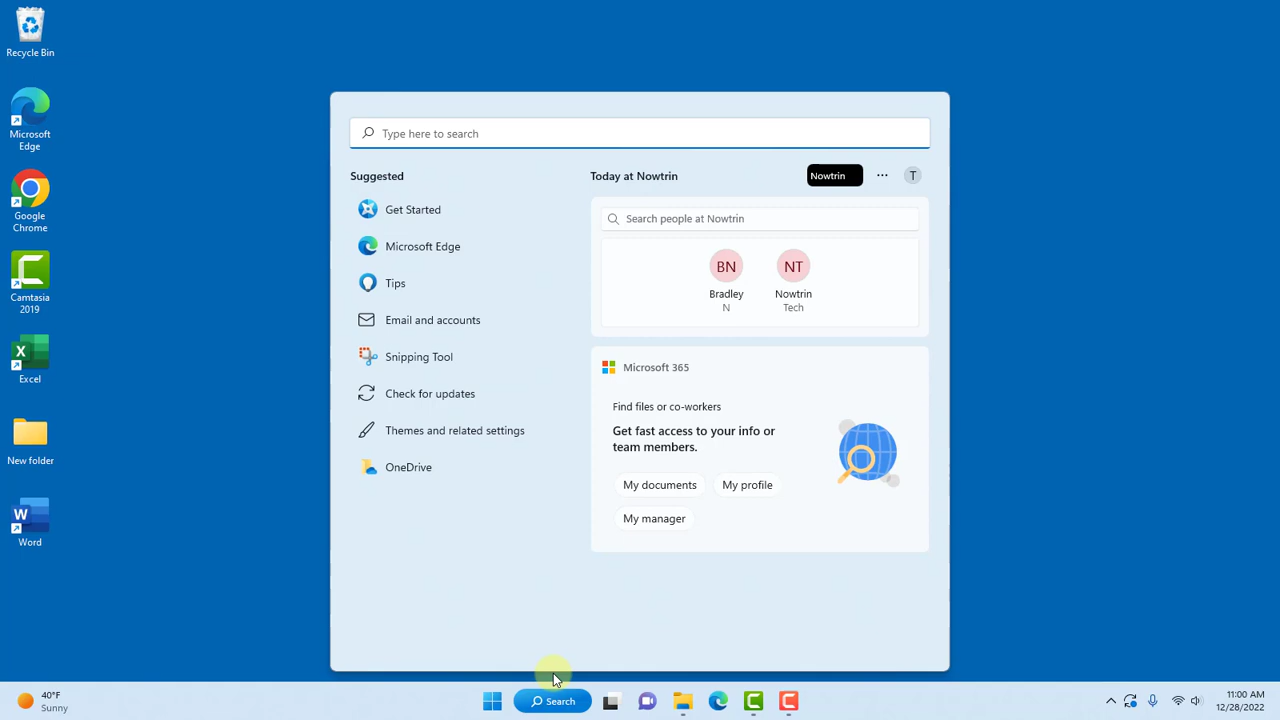 Recycle Bin
Microsoft
Edge
Google
Chrome
Camtasia
2019
Excel
New folder
Word
Type here to search
Suggested
Get Started
Microsoft Edge
Tips
Email and accounts
Snipping Tool
Check for updates
Themes and related settings
OneDrive
Today at Nowtrin
Nowtrin
T
Search people at Nowtrin
BN
NT
Bradley
N
Nowtrin
Tech
Microsoft 365
Find files or co-workers
Get fast access to your info or
team members.
My documents
My profile
My manager
40°F
Sunny
Search
11:00 AM
12/28/2022